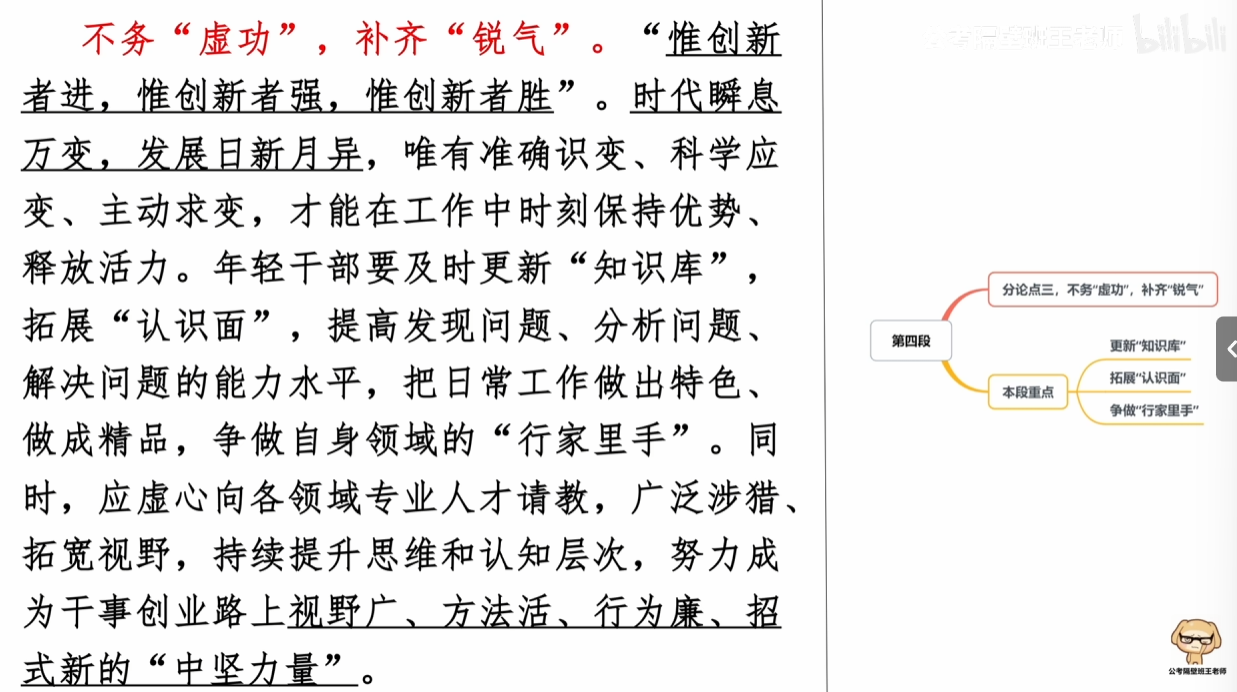 不务“虚功”，补齐“锐气”。“惟创新
者进，惟创新者强，惟创新者胜”。时代瞬息
万变，发展日新月异，唯有准确识变、科学应
变、主动求变，才能在工作中时刻保持优势、
释放活力。年轻干部要及时更新“知识库”，
拓展“认识面”，提高发现问题、分析问题、
解决问题的能力水平，把日常工作做出特色、
做成精品，争做自身领域的“行家里手”。同
时，应虚心向各领域专业人才请教，广泛涉猎、
拓宽视野，持续提升思维和认知层次，努力成
为干事创业路上视野广、方法活、行为廉、招
式新的“中坚力量”。
公考隔壁班王老师 bilibili
分论点三，不务“虚功”，补齐“锐气”
第四段
更新“知识库”
拓展“认识面”
本段重点
争做“行家里手”
公考隔壁班王老师